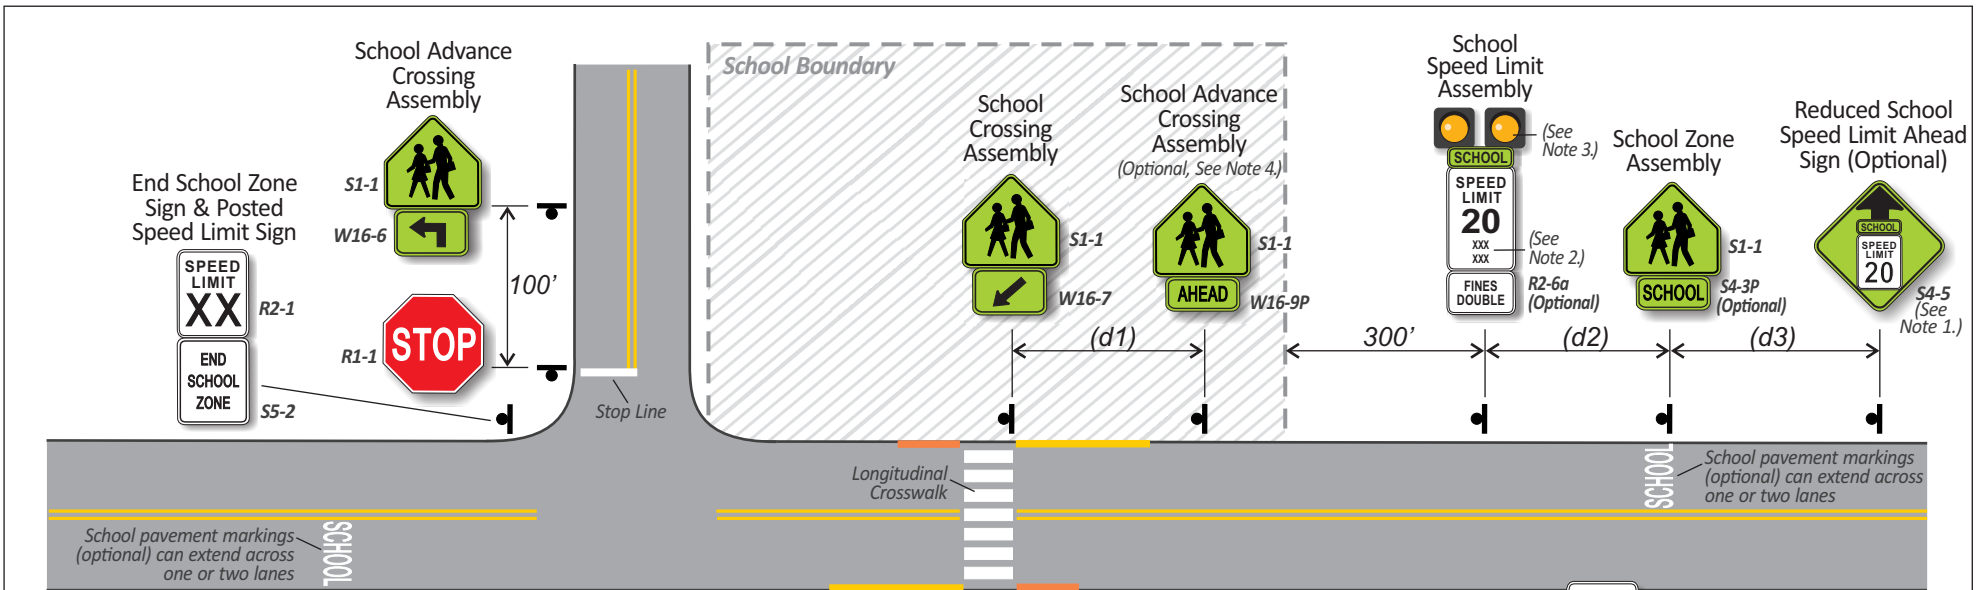 School Advance
Crossing
Assembly
S1-1
W16-6
100’
STOP
R1-1
End School Zone
Sign & Posted
Speed Limit Sign
SPEED
LIMIT
XX
R2-1
END
SCHOOL
ZONE
S5-2
Stop Line
School Boundary
School
Crossing
Assembly
S1-1
W16-7
School Advance
Crossing
Assembly
(Optional, See Note 4.)
S1-1
AHEAD
W16-9P
(d1)
300’
School
Speed Limit
Assembly
(See
Note 3.)
SCHOOL
SPEED
LIMIT
20
xxx
xxx
(See
Note 2.)
FINES
DOUBLE
R2-6a
(Optional)
(d2)
School Zone
Assembly
S1-1
SCHOOL
S4-3P
(Optional)
(d3)
Reduced School
Speed Limit Ahead
Sign (Optional)
SCHOOL
SPEED
LIMIT
20
S4-5
(See
Note 1.)
Longitudinal
Crosswalk
SCHOOL
School pavement markings
(optional) can extend across
one or two lanes
School pavement markings
(optional) can extend across
one or two lanes
SCHOOL